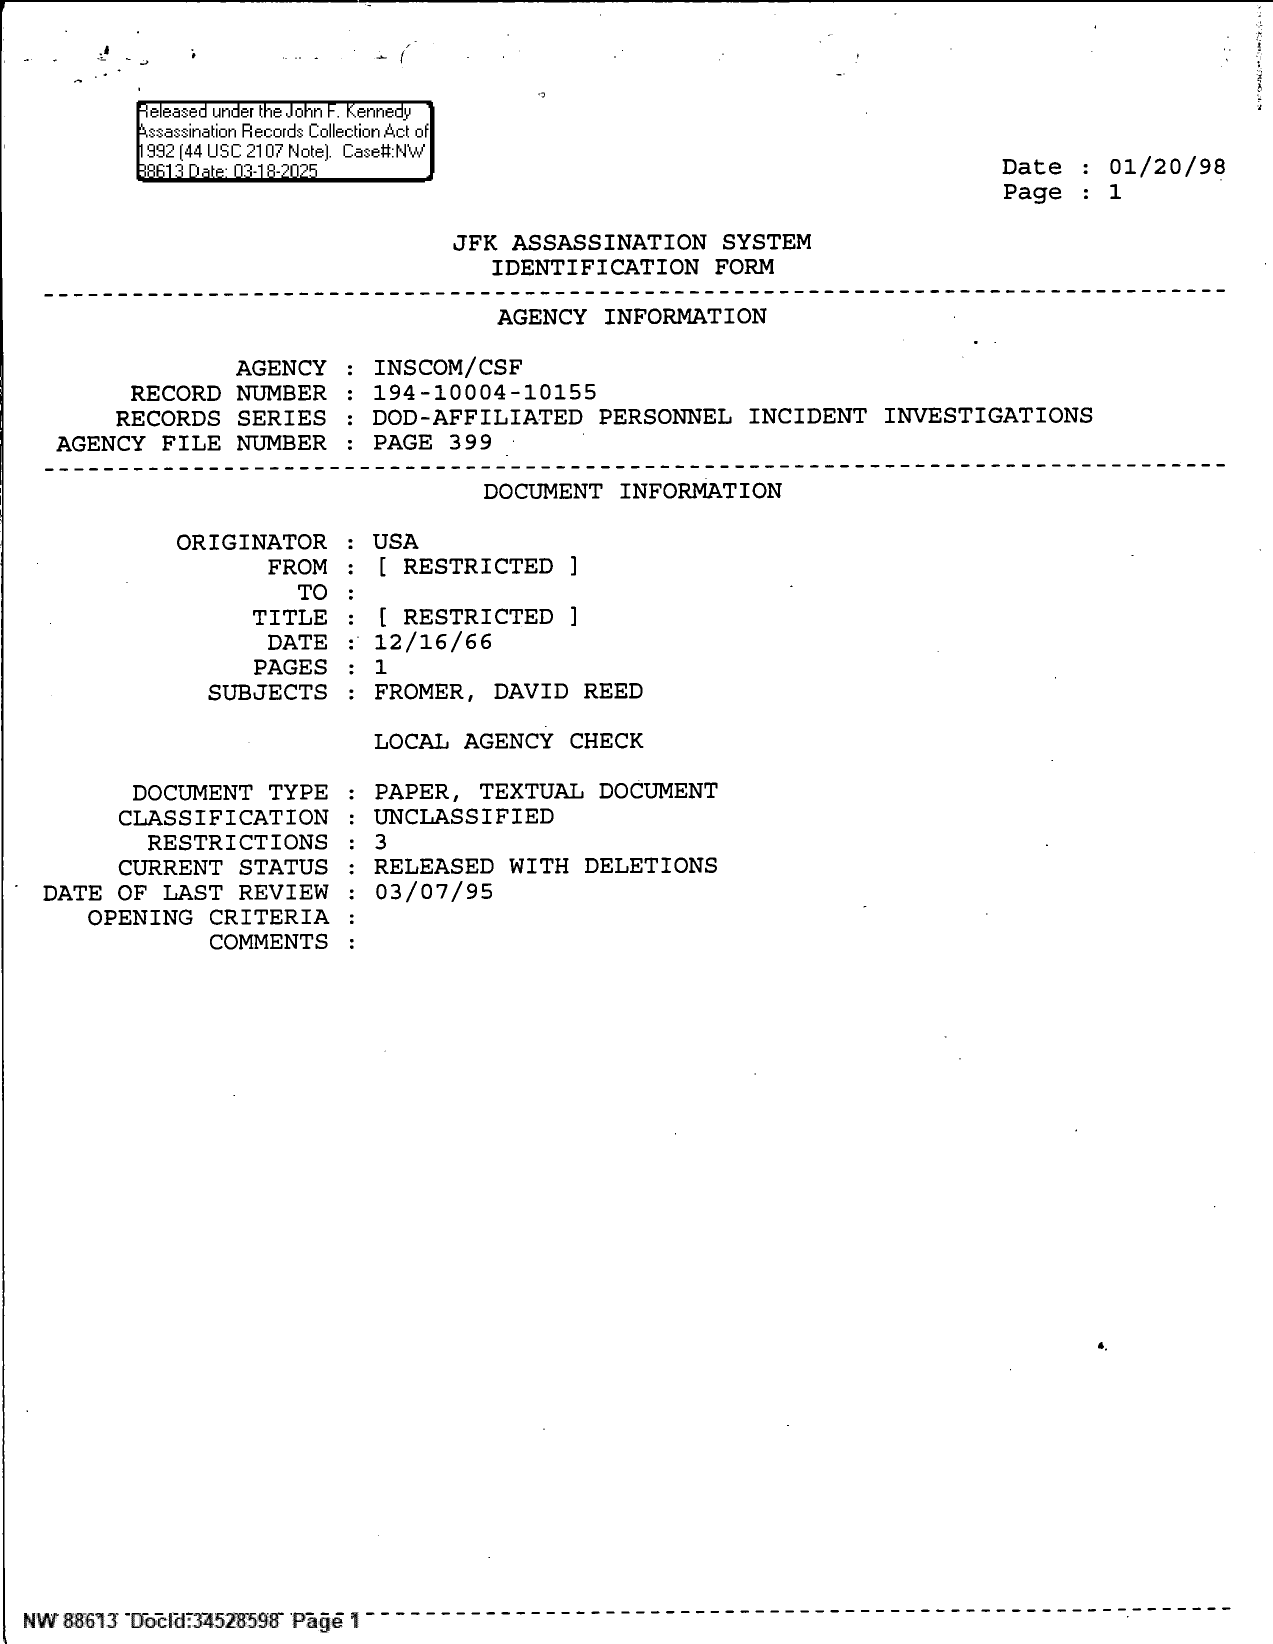 Released under the John F. Kennedy
Assassination Records Collection Act of
1992 (44 USC 2107 Note). Case#:NW
88613 Date: 03-18-2025
Date : 01/20/98
Page : 1
JFK ASSASSINATION SYSTEM
IDENTIFICATION FORM
AGENCY INFORMATION
AGENCY : INSCOM/CSF
RECORD NUMBER : 194-10004-10155
RECORDS SERIES : DOD-AFFILIATED PERSONNEL INCIDENT INVESTIGATIONS
AGENCY FILE NUMBER : PAGE 399
DOCUMENT INFORMATION
ORIGINATOR : USA
FROM : [ RESTRICTED ]
TO :
TITLE : [ RESTRICTED ]
DATE : 12/16/66
PAGES : 1
SUBJECTS : FROMER, DAVID REED
LOCAL AGENCY CHECK
DOCUMENT TYPE : PAPER, TEXTUAL DOCUMENT
CLASSIFICATION : UNCLASSIFIED
RESTRICTIONS : 3
CURRENT STATUS : RELEASED WITH DELETIONS
DATE OF LAST REVIEW : 03/07/95
OPENING CRITERIA :
COMMENTS :
NW 88613 DocId:34528598 Page 1